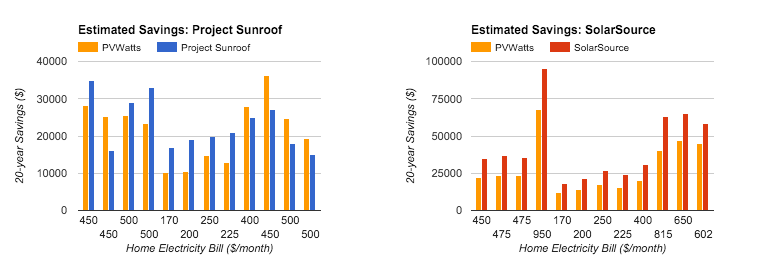 Estimated Savings: Project Sunroof
PVWatts Project Sunroof
40000
30000
20000
10000
0
20-year Savings ($)
450 500 170 250 400 500
450 500 200 225 450 500
Home Electricity Bill ($/month)
Estimated Savings: SolarSource
PVWatts SolarSource
100000
75000
50000
25000
0
20-year Savings ($)
450 475 170 250 400 650
475 950 200 225 815 602
Home Electricity Bill ($/month)